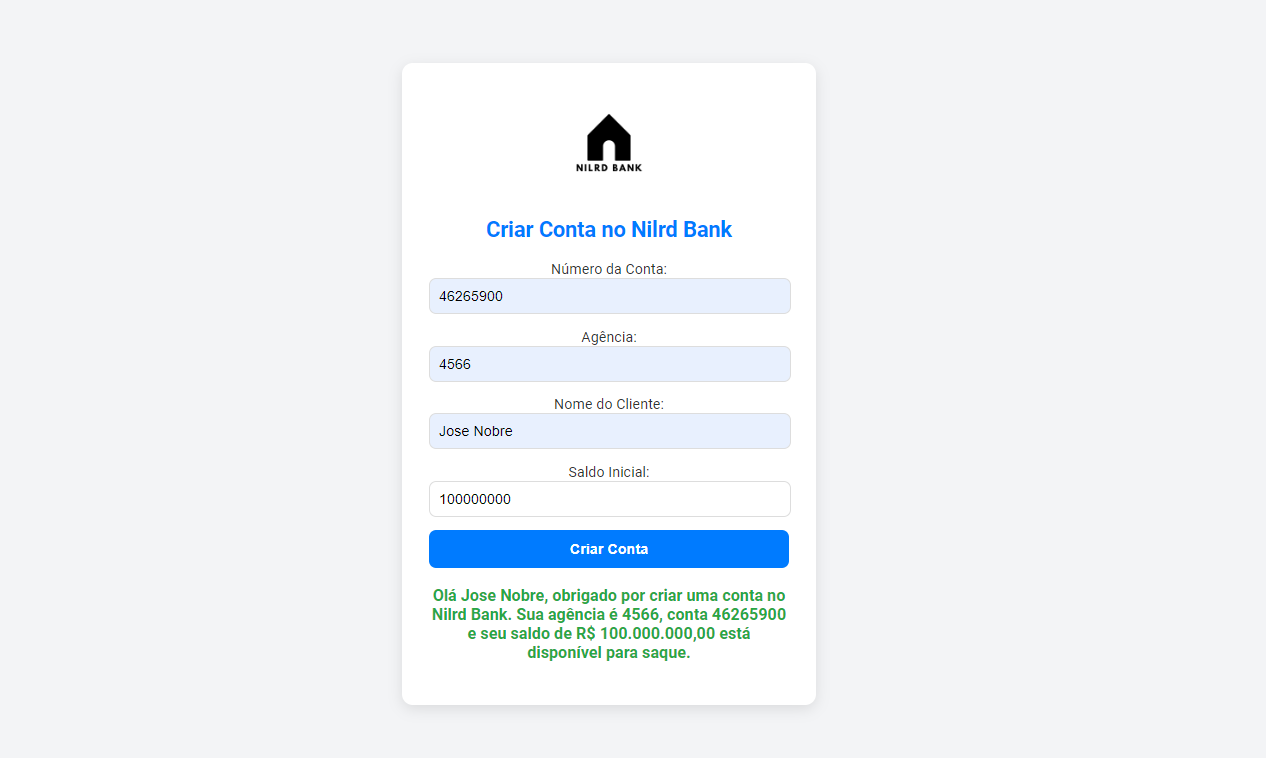 NILRD BANK
Criar Conta no Nilrd Bank
Número da Conta:
46265900
Agência:
4566
Nome do Cliente:
Jose Nobre
Saldo Inicial:
100000000
Criar Conta
Olá Jose Nobre, obrigado por criar uma conta no
Nilrd Bank. Sua agência é 4566, conta 46265900
e seu saldo de R$ 100.000.000,00 está
disponível para saque.